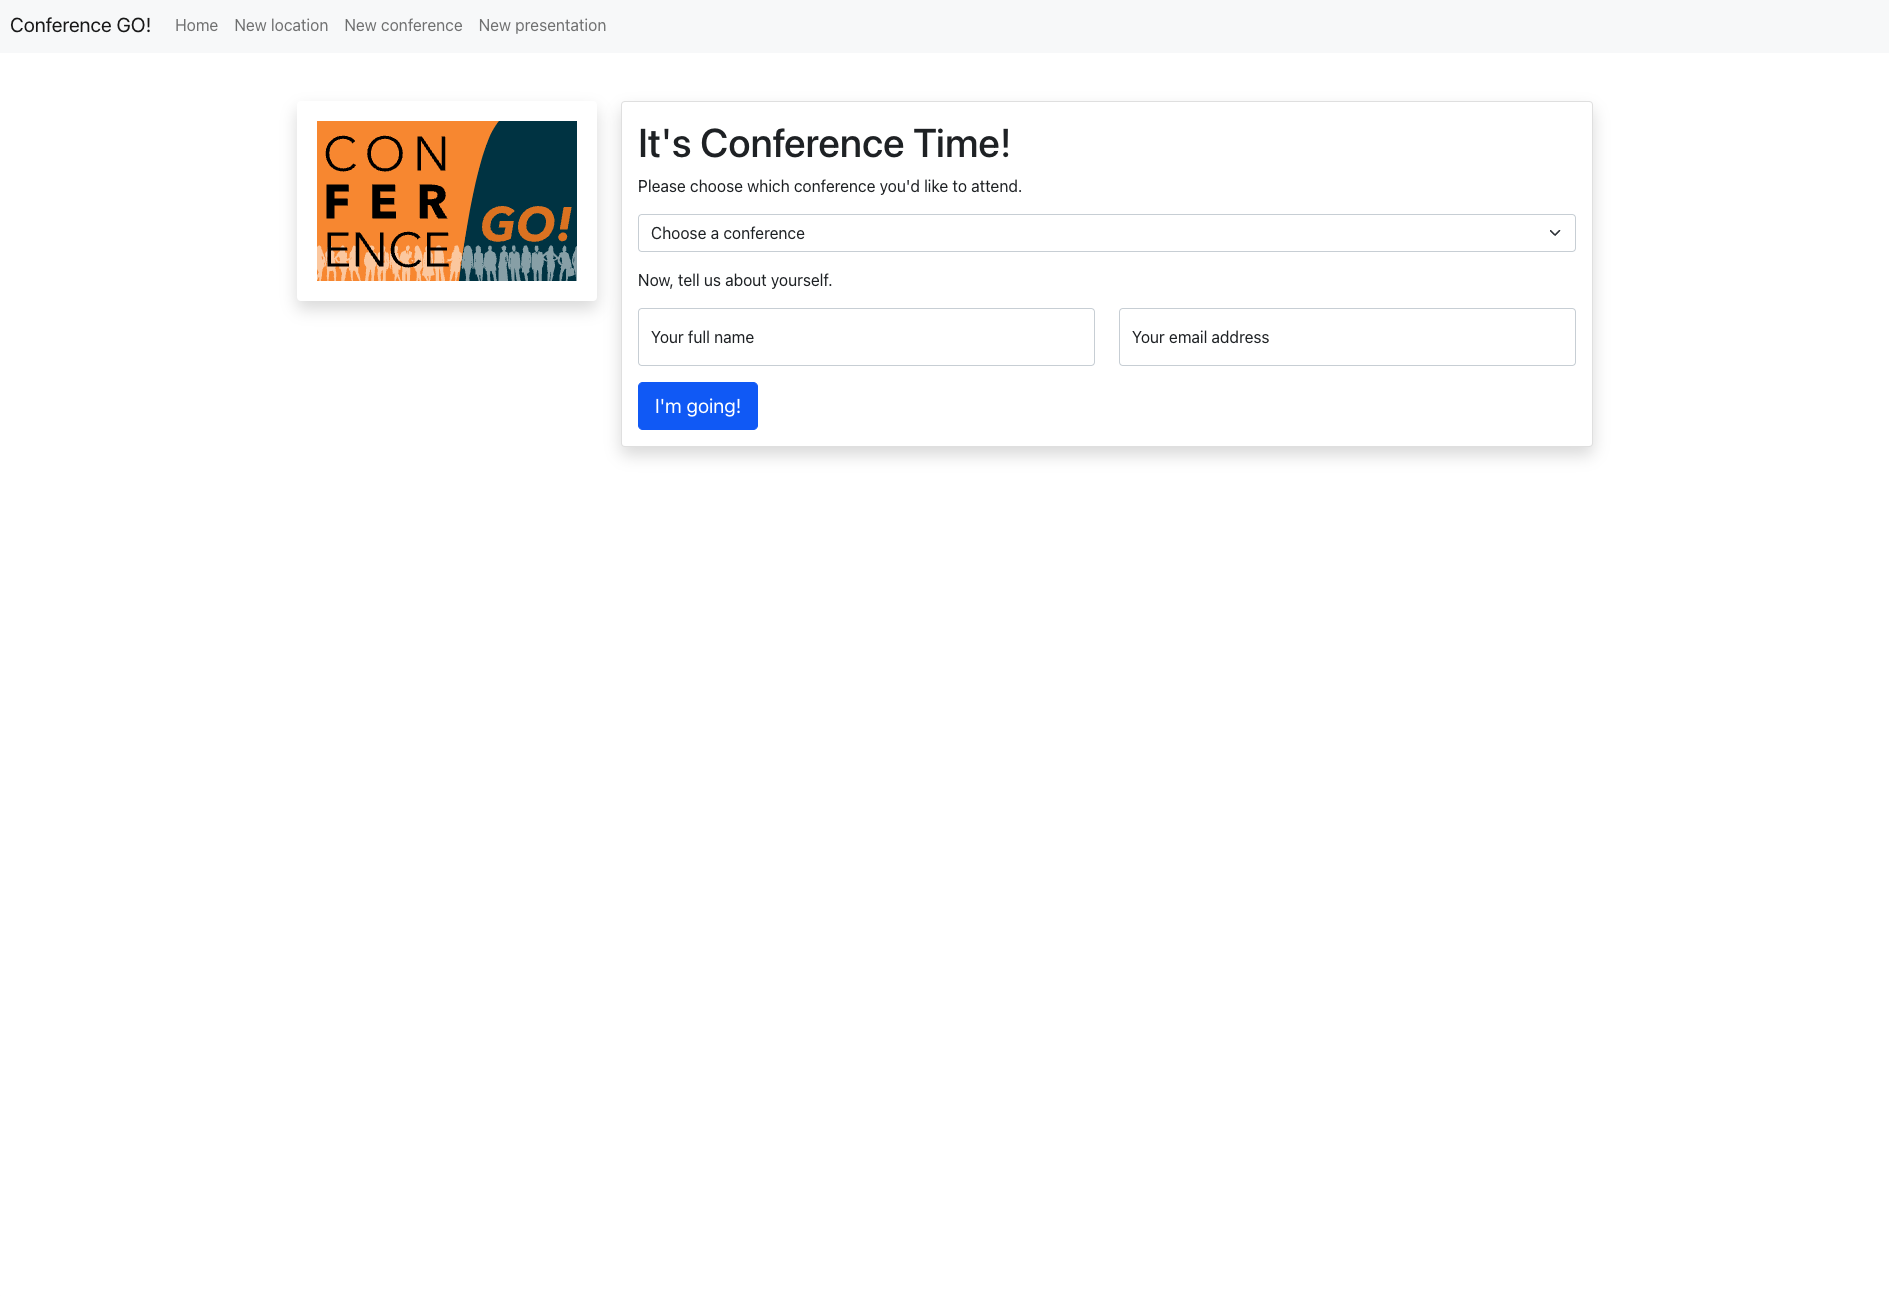 Conference GO! Home New location New conference New presentation
CON
FER
ENCE
GO!
It's Conference Time!
Please choose which conference you'd like to attend.
Choose a conference
Now, tell us about yourself.
Your full name Your email address
I'm going!